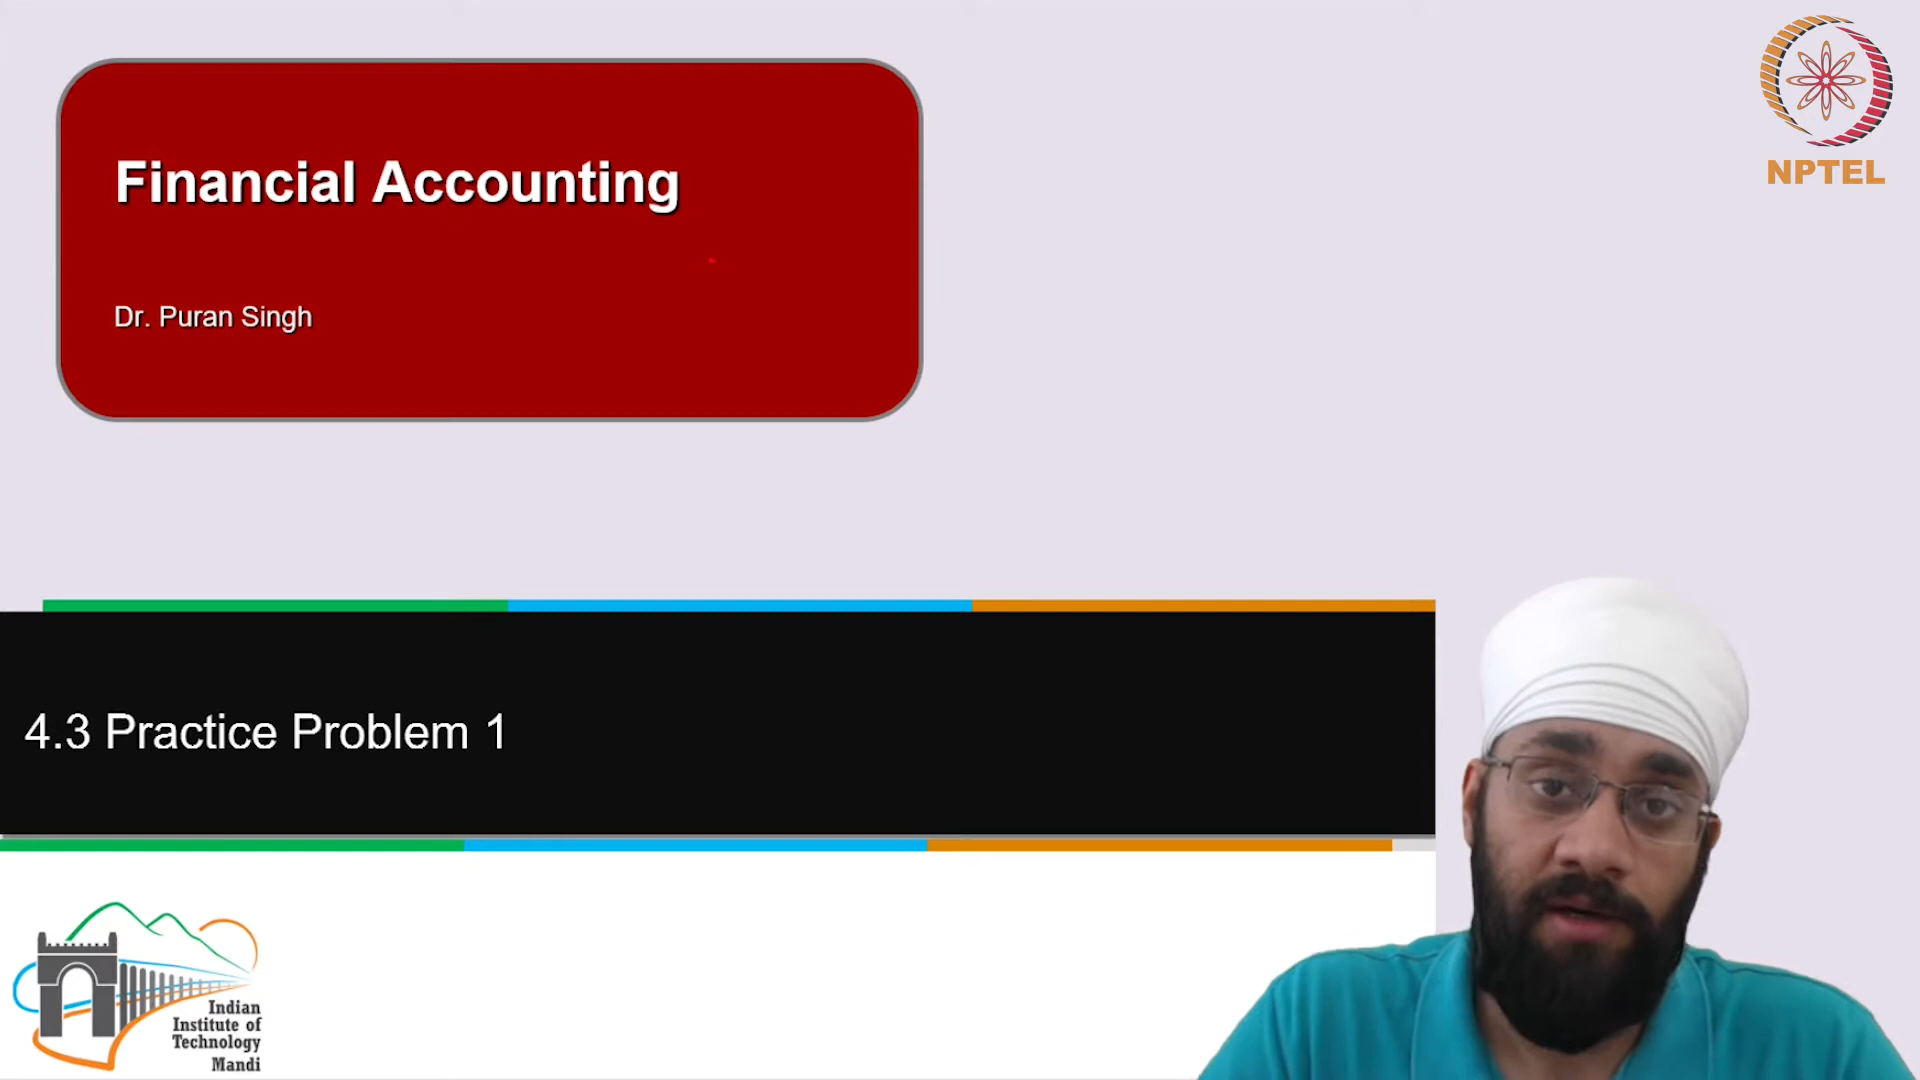 Financial Accounting
Dr. Puran Singh
NPTEL
4.3 Practice Problem 1
Indian
Institute of
Technology
Mandi